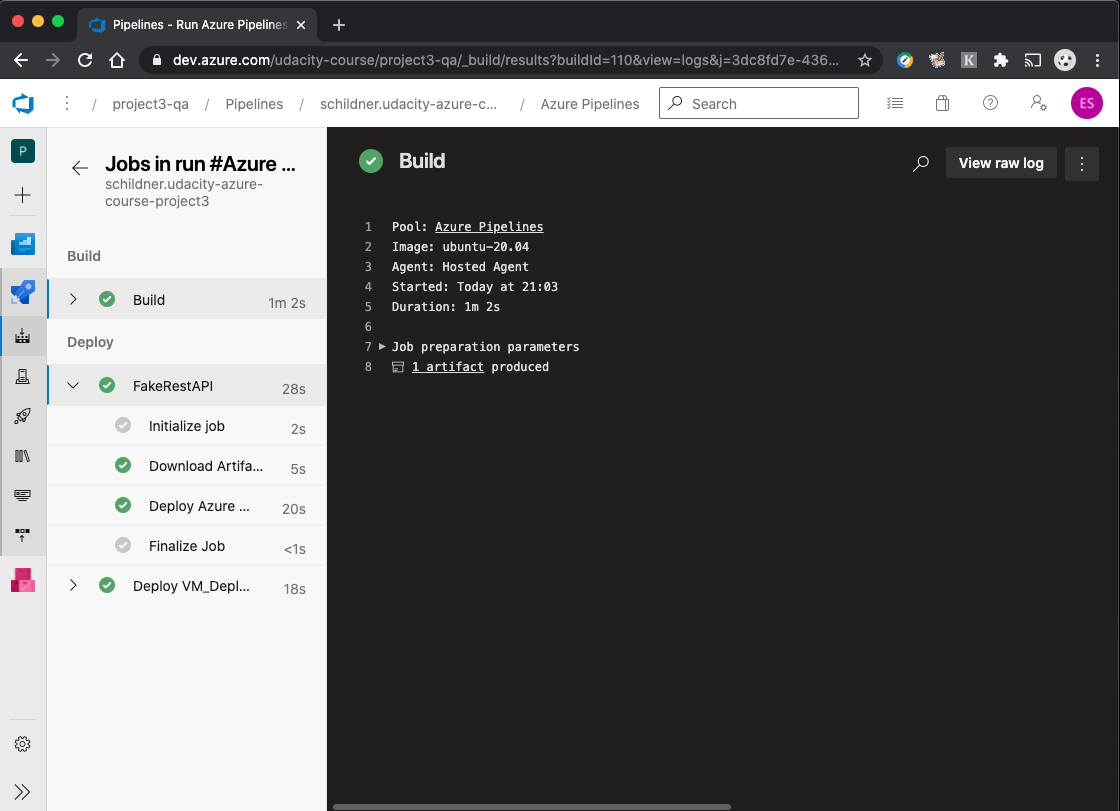 Pipelines - Run Azure Pipelines
dev.azure.com/udacity-course/project3-qa/_build/results?buildId=110&view=logs&j=3dc8fd7e-436...
K
project3-qa / Pipelines / schildner.udacity-azure-c... / Azure Pipelines
Search
ES
P
Jobs in run #Azure ...
schildner.udacity-azure-
course-project3
Build
Build 1m 2s
Deploy
FakeRestAPI 28s
Initialize job 2s
Download Artifa... 5s
Deploy Azure ... 20s
Finalize Job <1s
Deploy VM_Depl... 18s
Build
View raw log
1 Pool: Azure Pipelines
2 Image: ubuntu-20.04
3 Agent: Hosted Agent
4 Started: Today at 21:03
5 Duration: 1m 2s
6
7 Job preparation parameters
8 1 artifact produced